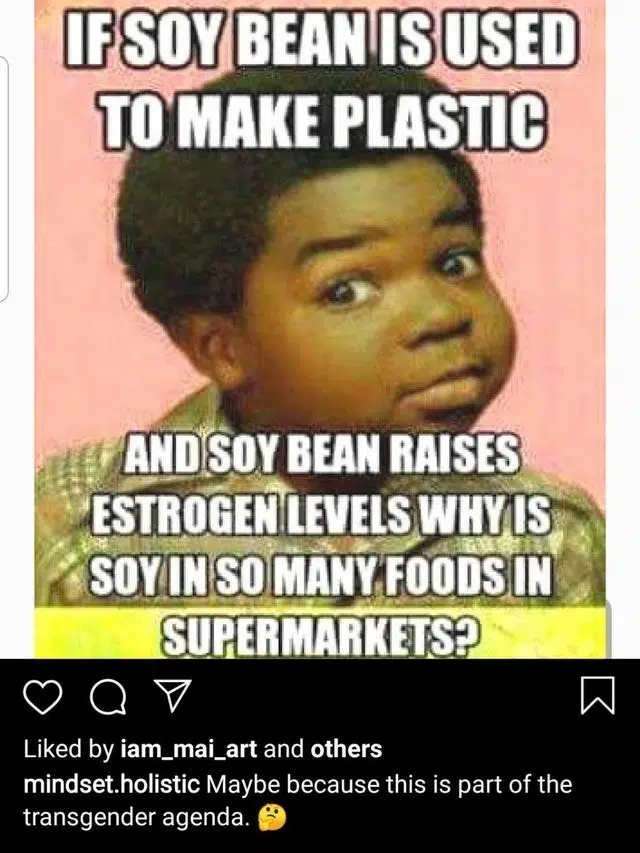 IF SOY BEAN IS USED
TO MAKE PLASTIC
AND SOY BEAN RAISES
ESTROGEN LEVELS WHY IS
SOY IN SO MANY FOODS IN
SUPERMARKETS?
Liked by iam_mai_art and others
mindset.holistic Maybe because this is part of the
transgender agenda. 🤔